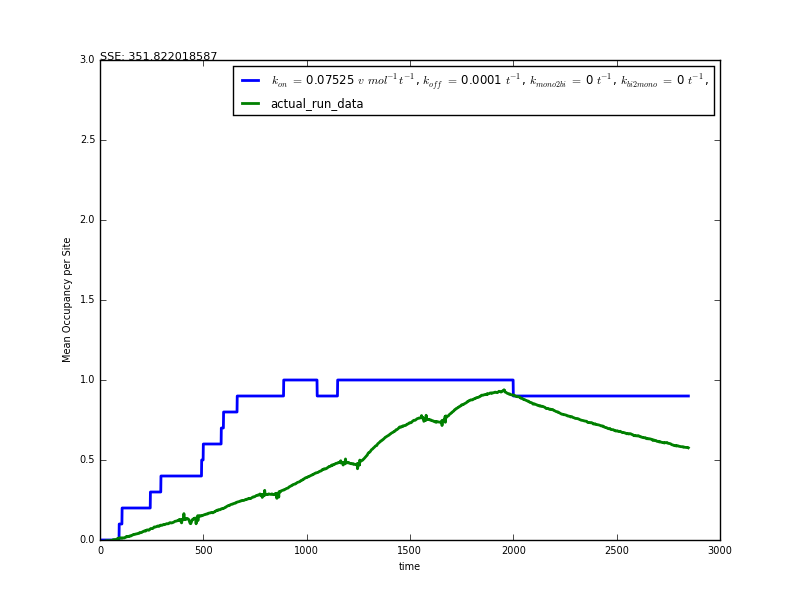 SSE: 351.822018587
k_on = 0.07525 v mol^-1 t^-1, k_off = 0.0001 t^-1, k_mono2bi = 0 t^-1, k_bi2mono = 0 t^-1,
actual_run_data
3.0
2.5
2.0
1.5
1.0
0.5
0.0
Mean Occupancy per Site
0 500 1000 1500 2000 2500 3000
time